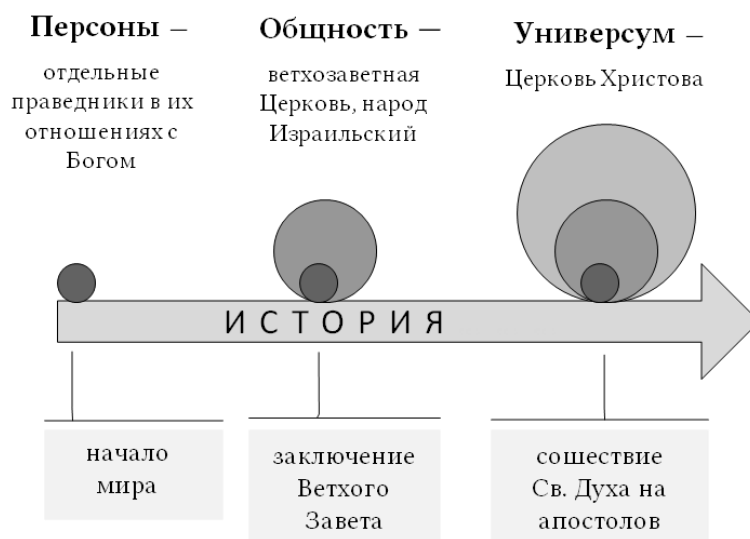 Персоны –
отдельные
праведники в их
отношениях с
Богом
Общность —
ветхозаветная
Церковь, народ
Израильский
Универсум –
Церковь Христова
ИСТОРИЯ
начало
мира
заключение
Ветхого
Завета
сошествие
Св. Духа на
апостолов